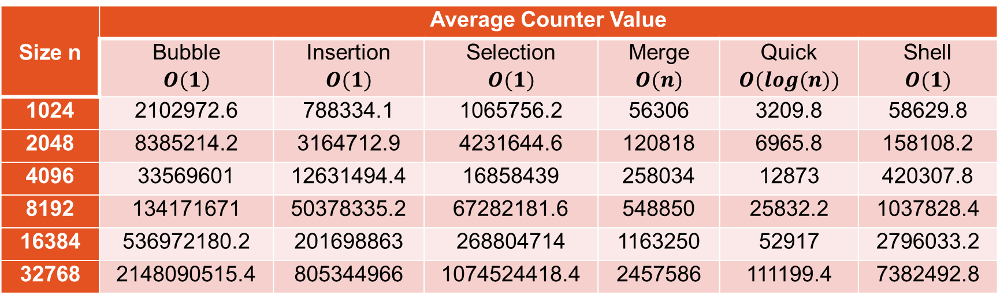 Average Counter Value
Size n
Bubble Insertion Selection Merge Quick Shell
O(1) O(1) O(1) O(n) O(log(n)) O(1)
1024 2102972.6 788334.1 1065756.2 56306 3209.8 58629.8
2048 8385214.2 3164712.9 4231644.6 120818 6965.8 158108.2
4096 33569601 12631494.4 16858439 258034 12873 420307.8
8192 134171671 50378335.2 67282181.6 548850 25832.2 1037828.4
16384 536972180.2 201698863 268804714 1163250 52917 2796033.2
32768 2148090515.4 805344966 1074524418.4 2457586 111199.4 7382492.8